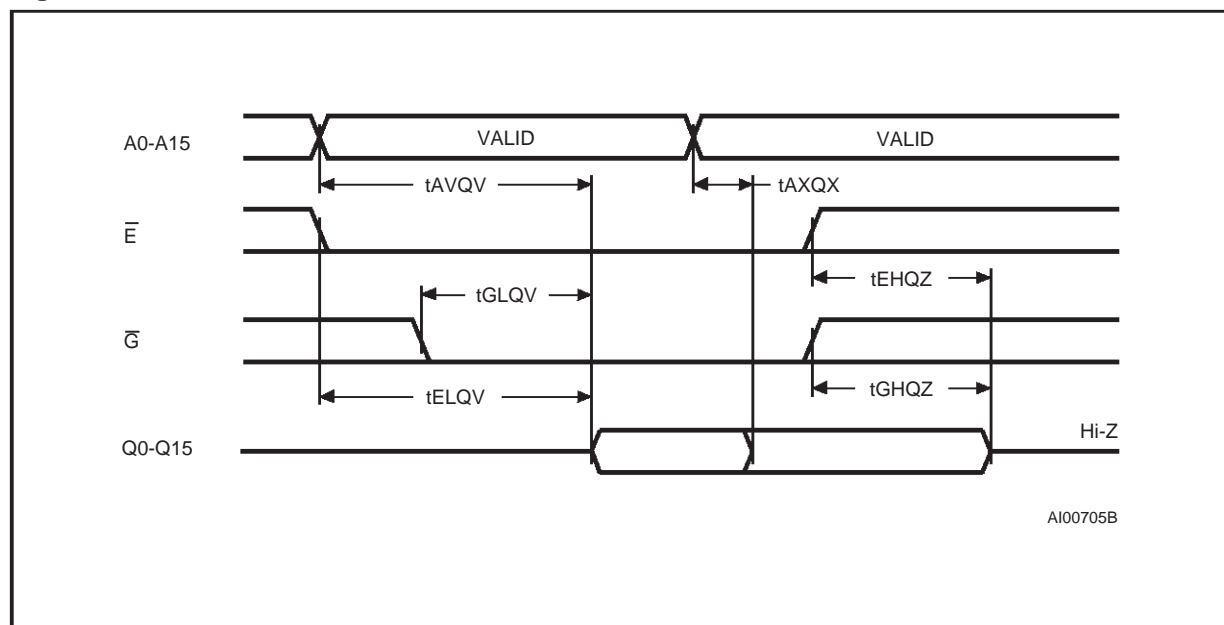 A0-A15
VALID
VALID
tAVQV
tAXQX
E̅
tEHQZ
tGLQV
G̅
tELQV
tGHQZ
Q0-Q15
Hi-Z
AI00705B